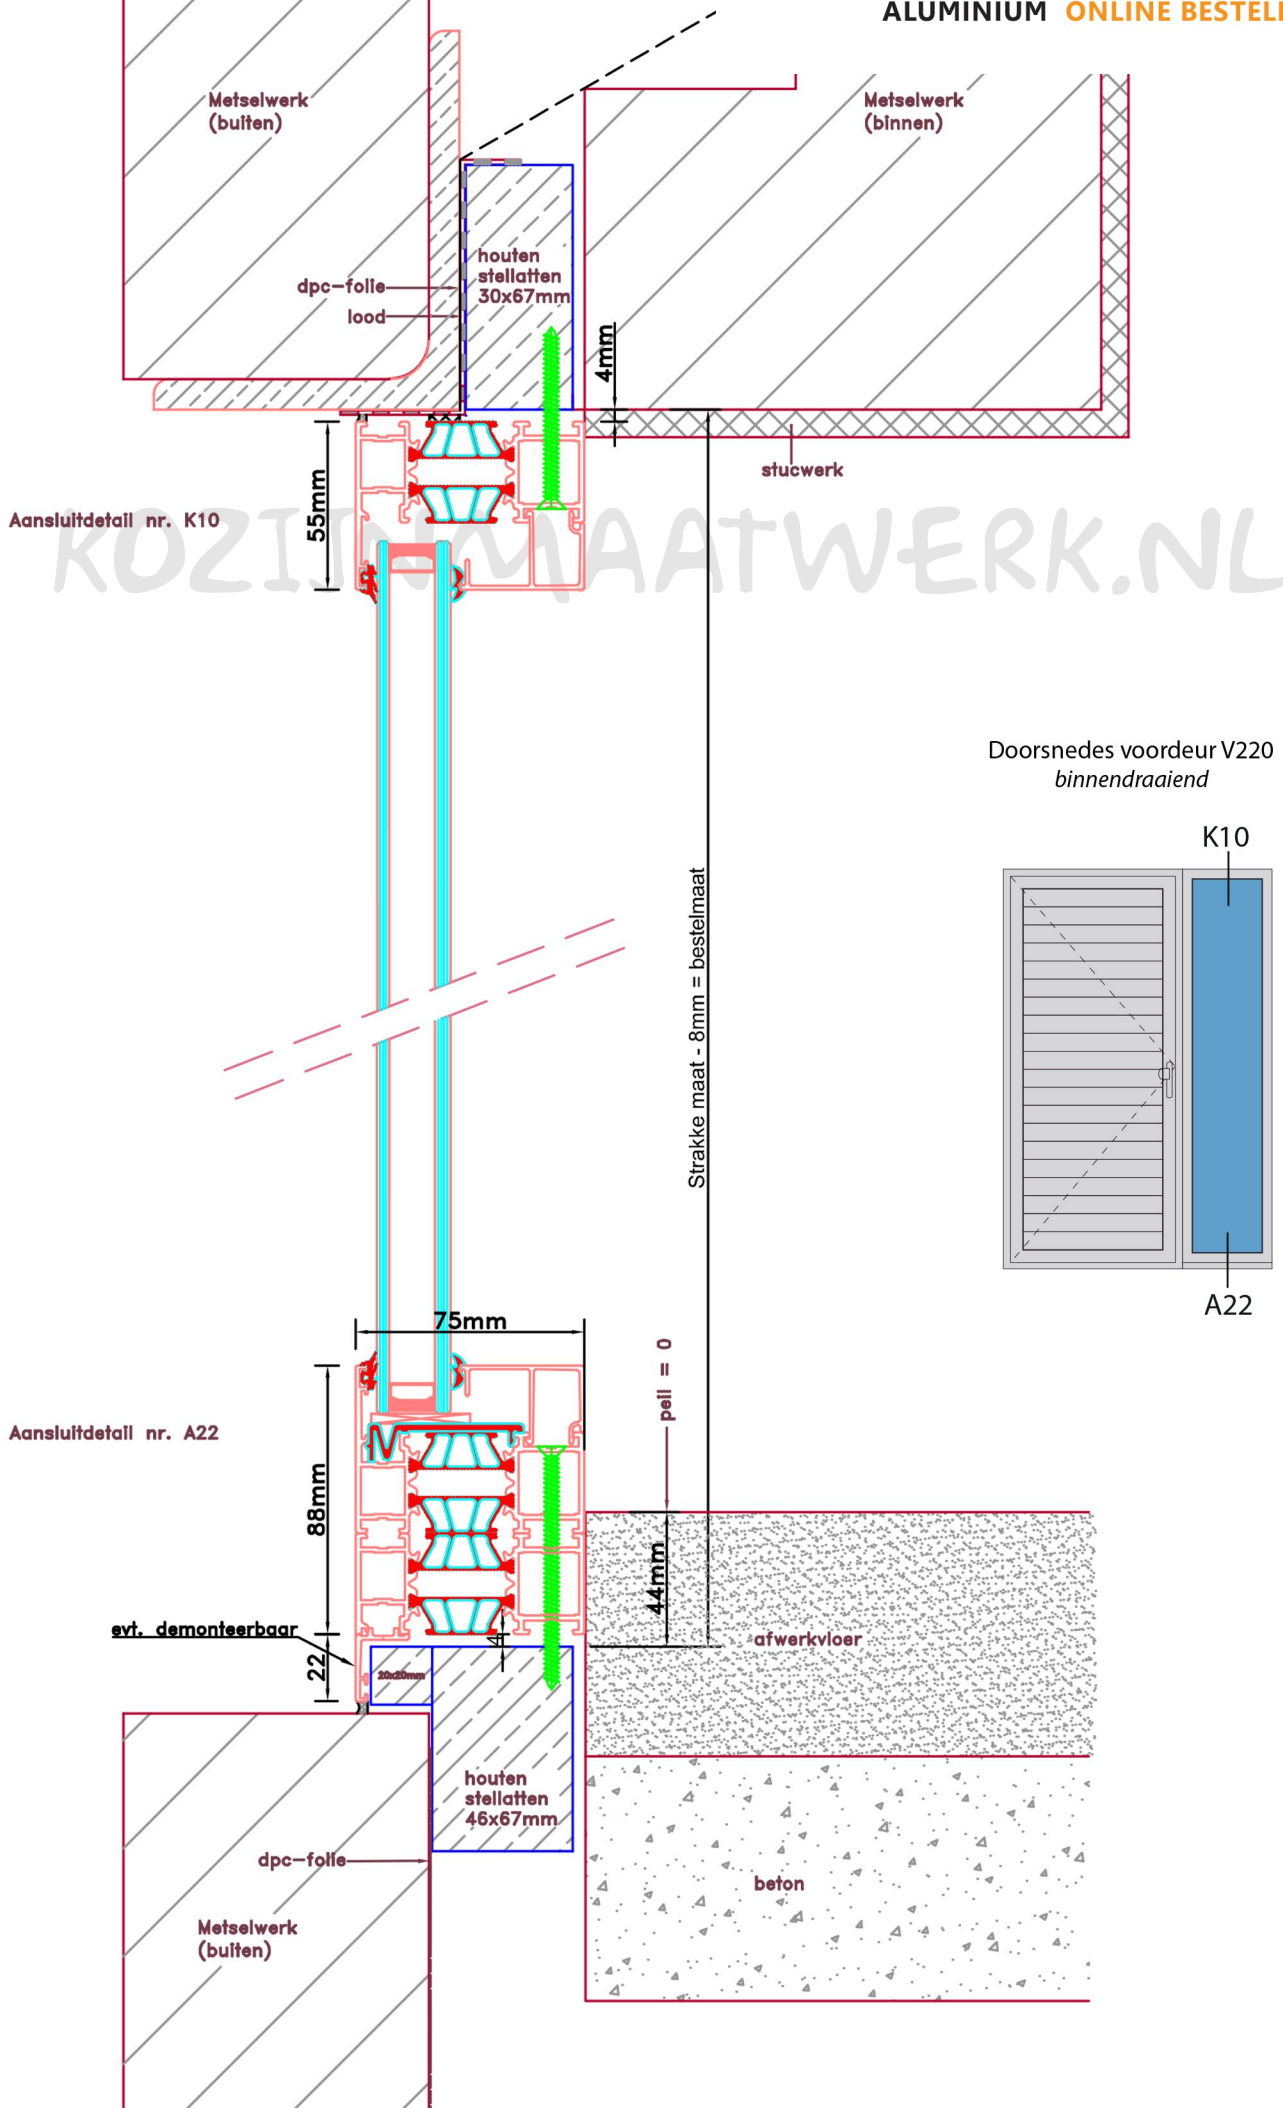 ALUMINIUM ONLINE BESTELL
Metselwerk
(buiten)
Metselwerk
(binnen)
houten
stellatten
30x67mm
dpc-folie
lood
4mm
stucwerk
55mm
Aansluitdetail nr. K10
KOZIJNMAATWERK.NL
Doorsnedes voordeur V220
binnendraaiend
K10
Strakke maat - 8mm = bestelmaat
A22
75mm
peil = 0
Aansluitdetail nr. A22
88mm
44mm
evt. demonteerbaar
4
afwerkvloer
22
20x20mm
houten
stellatten
46x67mm
dpc-folie
beton
Metselwerk
(buiten)